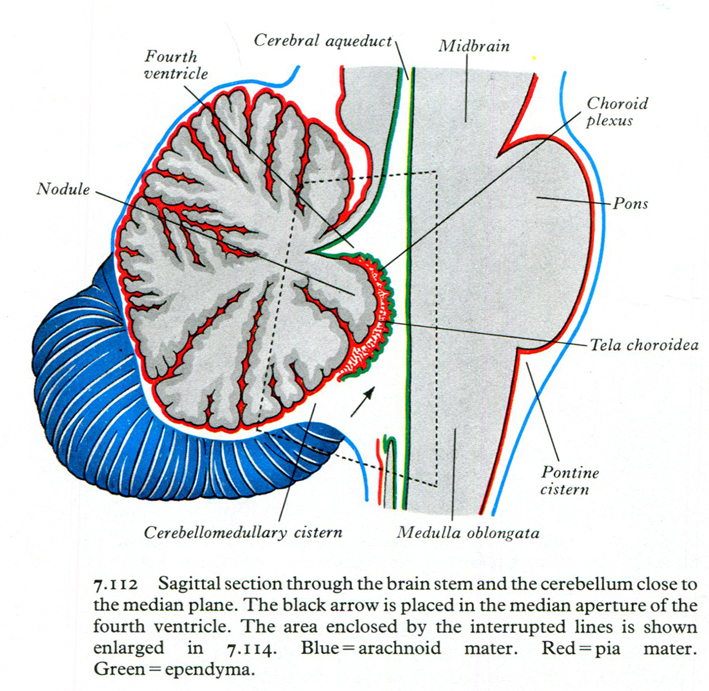 Cerebral aqueduct
Midbrain
Fourth
ventricle
Choroid
plexus
Nodule
Pons
Tela choroidea
Pontine
cistern
Cerebellomedullary cistern
Medulla oblongata
7.112 Sagittal section through the brain stem and the cerebellum close to
the median plane. The black arrow is placed in the median aperture of the
fourth ventricle. The area enclosed by the interrupted lines is shown
enlarged in 7.114. Blue = arachnoid mater. Red = pia mater.
Green = ependyma.